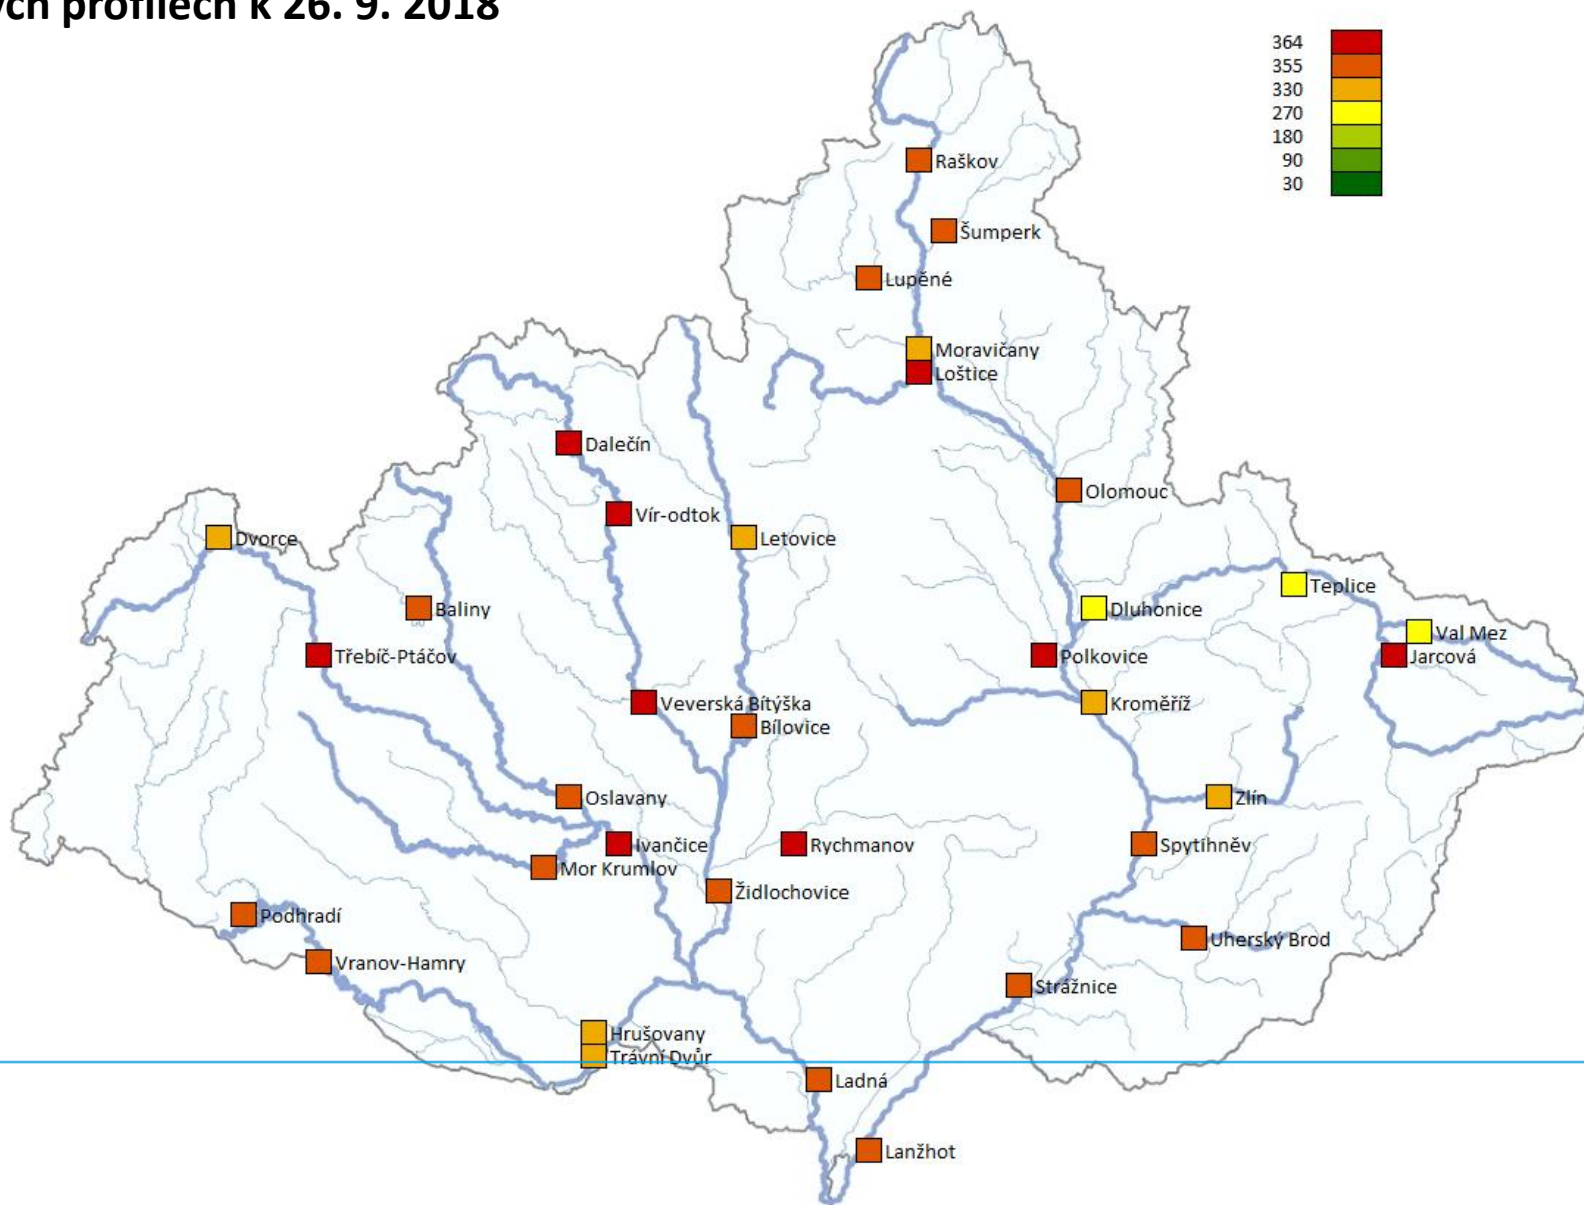 ých profilech k 26. 9. 2018
364
355
330
270
180
90
30
Raškov
Šumperk
Lupěné
Moravičany
Loštice
Dalečín
Olomouc
Vír-odtok
Dvorce
Letovice
Teplice
Baliny
Dluhonice
Val Mez
Třebíč-Ptáčov
Polkovice
Jarcová
Veverská Bítýška
Kroměříž
Bílovice
Oslavany
Zlín
Ivančice
Rychmanov
Spytihněv
Mor Krumlov
Židlochovice
Podhradí
Uherský Brod
Vranov-Hamry
Strážnice
Hrušovany
Trávní Dvůr
Ladná
Lanžhot